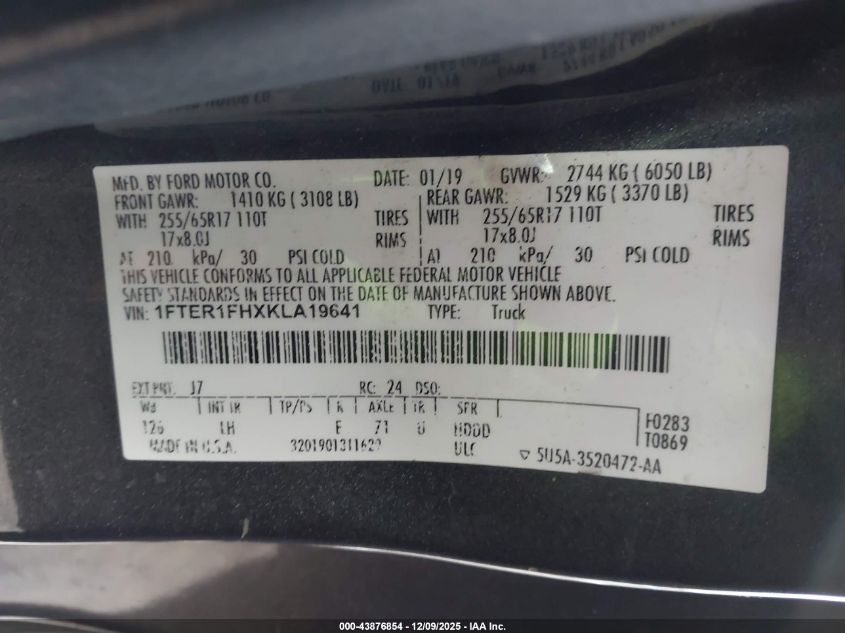 MFD. BY FORD MOTOR CO. DATE: 01/19 GVWR: 2744 KG ( 6050 LB)
FRONT GAWR: 1410 KG ( 3108 LB) REAR GAWR: 1529 KG ( 3370 LB)
WITH 255/65R17 110T TIRES WITH 255/65R17 110T TIRES
17x8.0J RIMS 17x8.0J RIMS
AT 210 kPa/ 30 PSI COLD AT 210 kPa/ 30 PSI COLD
THIS VEHICLE CONFORMS TO ALL APPLICABLE FEDERAL MOTOR VEHICLE
SAFETY STANDARDS IN EFFECT ON THE DATE OF MANUFACTURE SHOWN ABOVE.
VIN: 1FTER1FHXKLA19641 TYPE: Truck
EXT PNT: J7 RC: 24 DSO:
WB INT TR TP/PS R AXLE TR SPR F0283
126 LH 71 T0869
MADE IN U.S.A. ULC 5U5A-3520472-AA
000-43876854 | 12/09/2025 - IAA Inc.